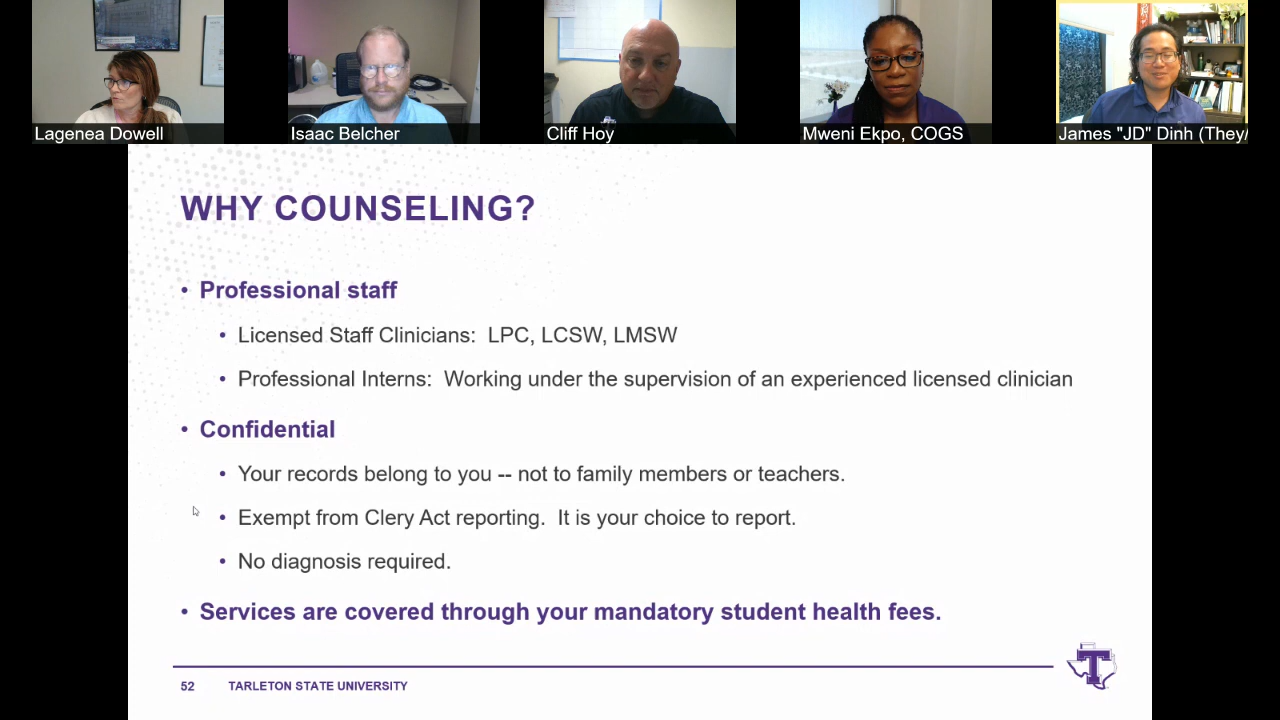 Lagenea Dowell
Isaac Belcher
Cliff Hoy
Mweni Ekpo, COGS
James "JD" Dinh (They/
WHY COUNSELING?
• Professional staff
• Licensed Staff Clinicians:  LPC, LCSW, LMSW
• Professional Interns:  Working under the supervision of an experienced licensed clinician
• Confidential
• Your records belong to you -- not to family members or teachers.
• Exempt from Clery Act reporting.  It is your choice to report.
• No diagnosis required.
• Services are covered through your mandatory student health fees.
T
52 TARLETON STATE UNIVERSITY